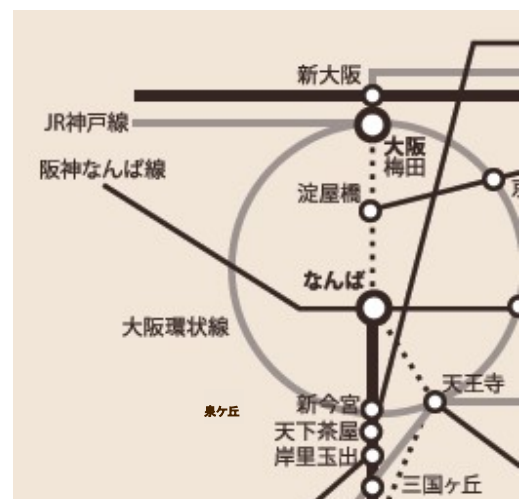 新大阪
JR神戸線
大阪
梅田
阪神なんば線
淀屋橋
なんば
大阪環状線
天王寺
新今宮
泉ケ丘
天下茶屋
岸里玉出
三国ヶ丘